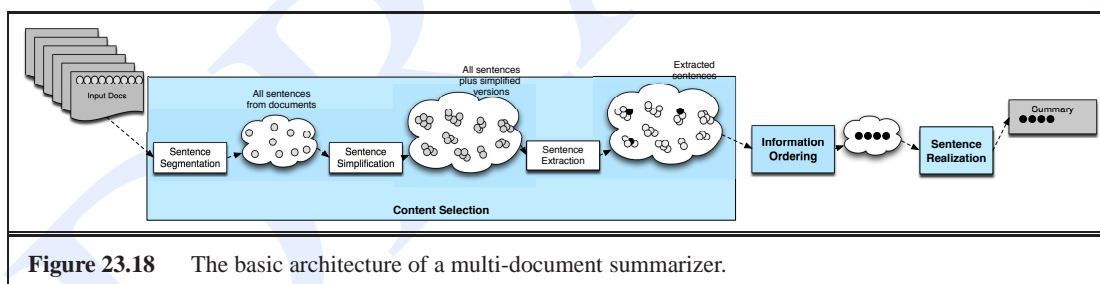 Input Docs
All sentences
from documents
All sentences
plus simplified
versions
Extracted
sentences
Summary
Sentence
Segmentation
Sentence
Simplification
Sentence
Extraction
Information
Ordering
Sentence
Realization
Content Selection
Figure 23.18 The basic architecture of a multi-document summarizer.